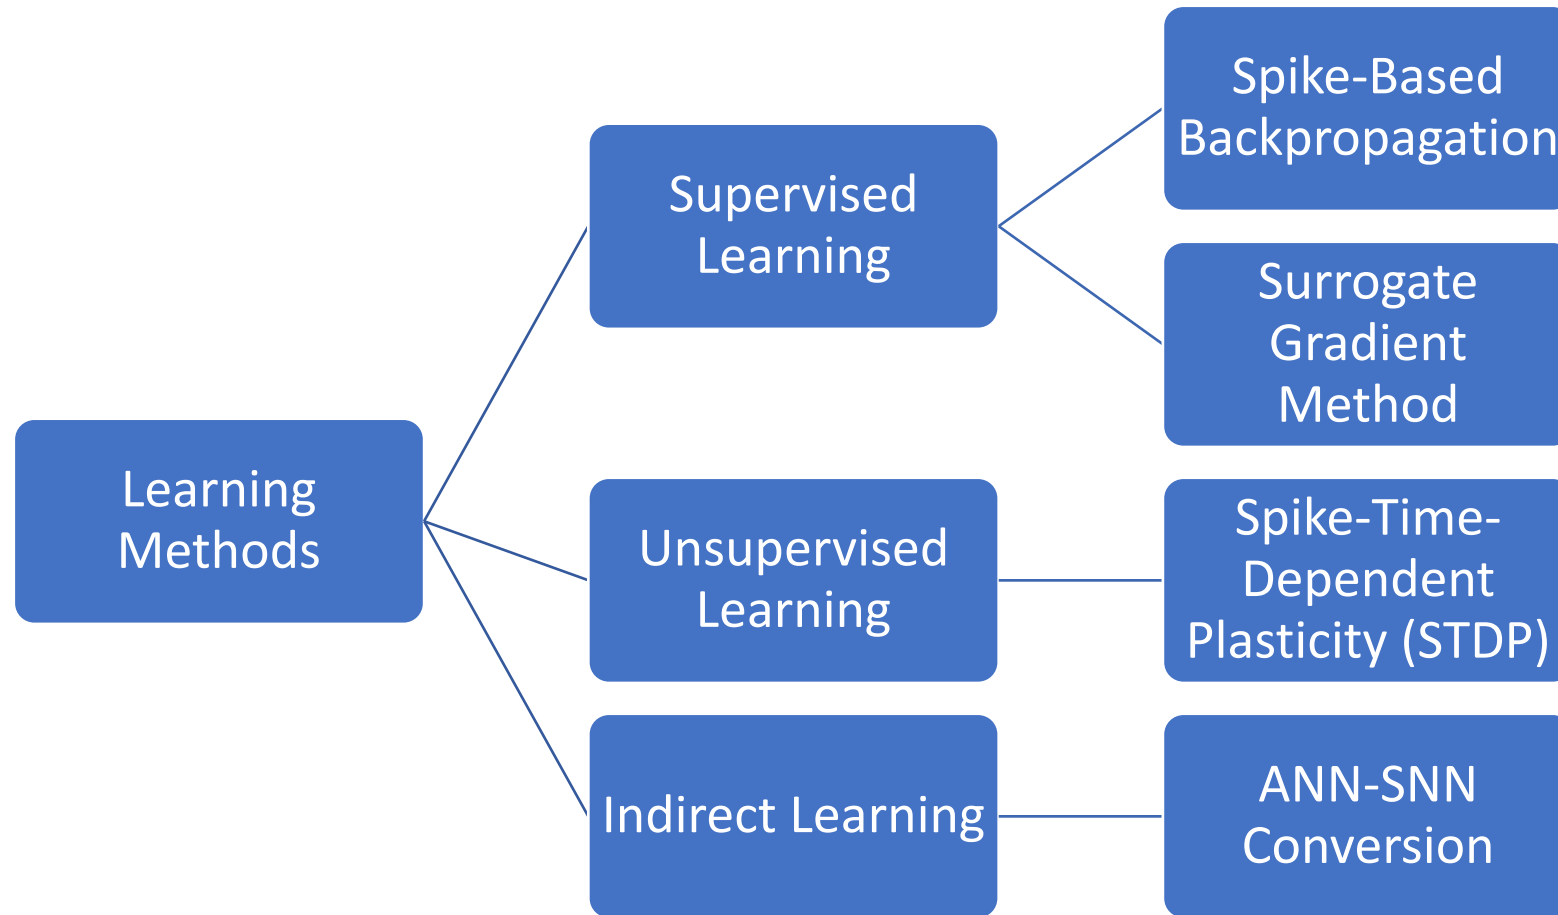 Learning
Methods
Supervised
Learning
Spike-Based
Backpropagation
Surrogate
Gradient
Method
Unsupervised
Learning
Spike-Time-
Dependent
Plasticity (STDP)
Indirect Learning
ANN-SNN
Conversion